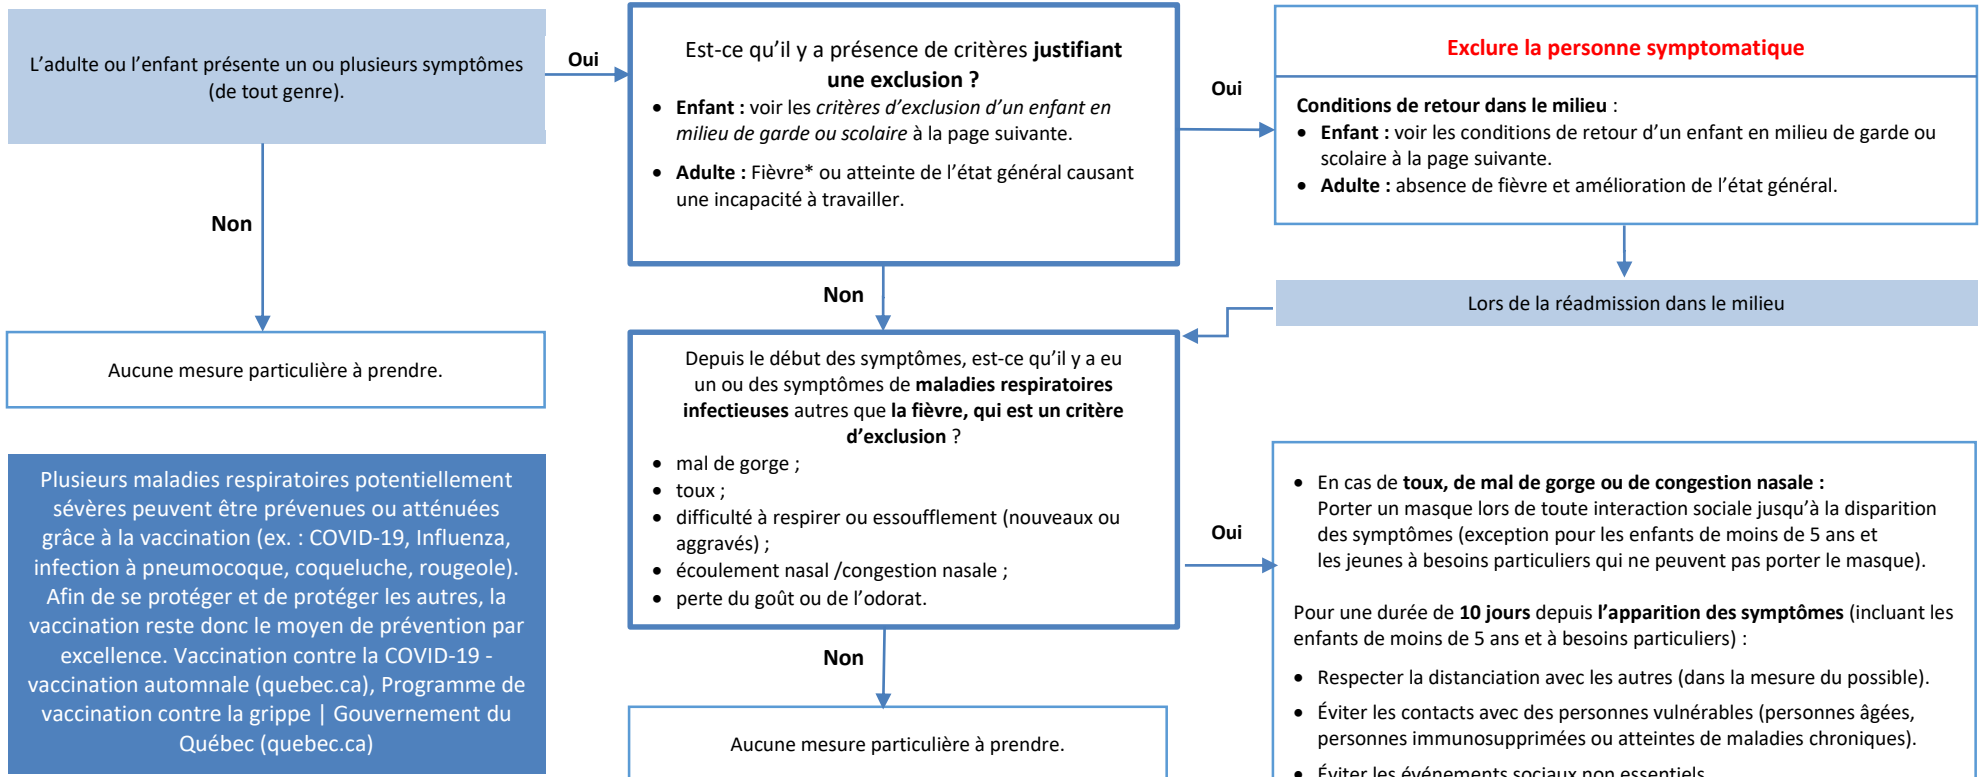 L’adulte ou l’enfant présente un ou plusieurs symptômes
(de tout genre).
Oui
Est-ce qu’il y a présence de critères justifiant
une exclusion ?
• Enfant : voir les critères d’exclusion d’un enfant en
milieu de garde ou scolaire à la page suivante.
• Adulte : Fièvre* ou atteinte de l’état général causant
une incapacité à travailler.
Oui
Exclure la personne symptomatique
Conditions de retour dans le milieu :
• Enfant : voir les conditions de retour d’un enfant en milieu de garde ou
scolaire à la page suivante.
• Adulte : absence de fièvre et amélioration de l’état général.
Non
Non
Lors de la réadmission dans le milieu
Aucune mesure particulière à prendre.
Depuis le début des symptômes, est-ce qu’il y a eu
un ou des symptômes de maladies respiratoires
infectieuses autres que la fièvre, qui est un critère
d’exclusion ?
• mal de gorge ;
• toux ;
• difficulté à respirer ou essoufflement (nouveaux ou
aggravés) ;
• écoulement nasal /congestion nasale ;
• perte du goût ou de l’odorat.
Oui
• En cas de toux, de mal de gorge ou de congestion nasale :
Porter un masque lors de toute interaction sociale jusqu’à la disparition
des symptômes (exception pour les enfants de moins de 5 ans et
les jeunes à besoins particuliers qui ne peuvent pas porter le masque).
Pour une durée de 10 jours depuis l’apparition des symptômes (incluant les
enfants de moins de 5 ans et à besoins particuliers) :
• Respecter la distanciation avec les autres (dans la mesure du possible).
• Éviter les contacts avec des personnes vulnérables (personnes âgées,
personnes immunosupprimées ou atteintes de maladies chroniques).
• Éviter les événements sociaux non essentiels
Plusieurs maladies respiratoires potentiellement
sévères peuvent être prévenues ou atténuées
grâce à la vaccination (ex. : COVID-19, Influenza,
infection à pneumocoque, coqueluche, rougeole).
Afin de se protéger et de protéger les autres, la
vaccination reste donc le moyen de prévention par
excellence. Vaccination contre la COVID-19 -
vaccination automnale (quebec.ca), Programme de
vaccination contre la grippe | Gouvernement du
Québec (quebec.ca)
Non
Aucune mesure particulière à prendre.